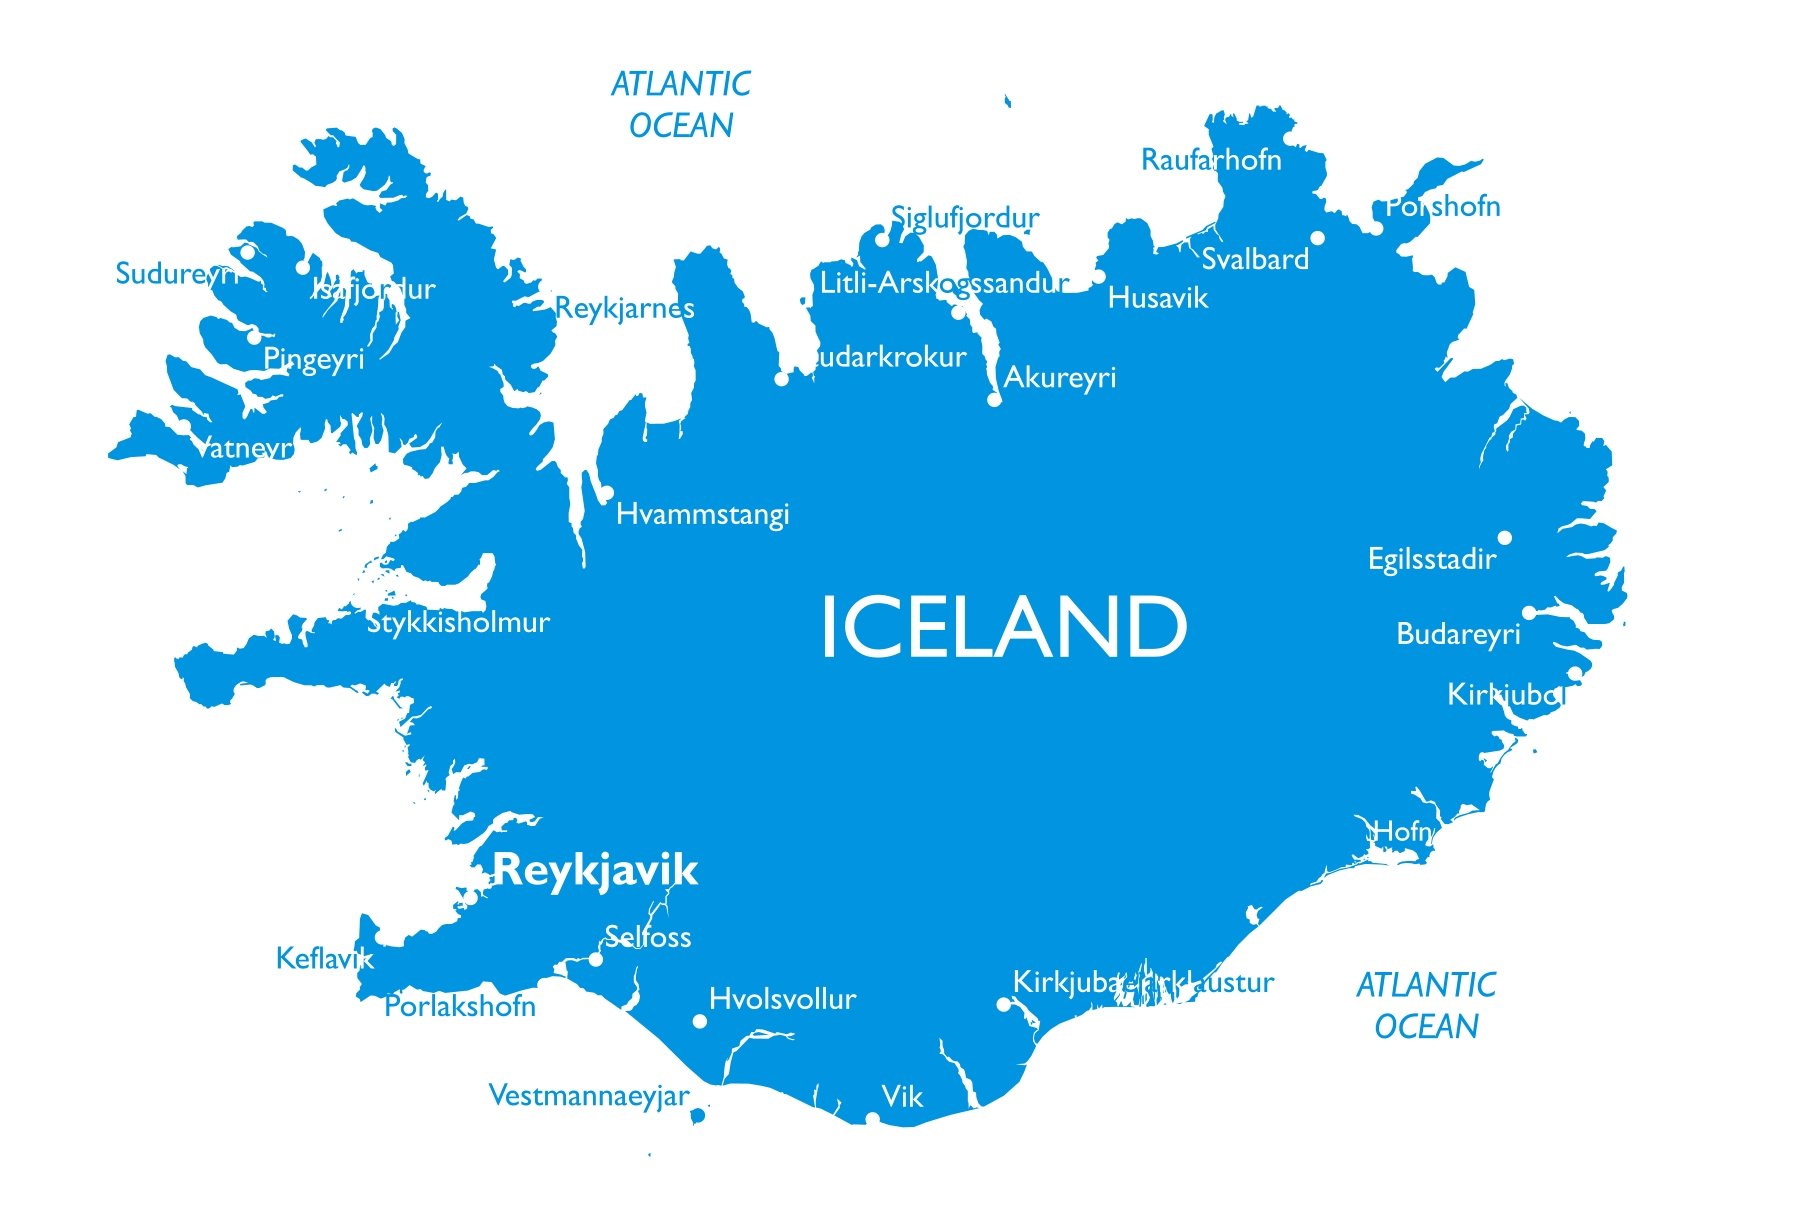 ATLANTIC
OCEAN
Raufarhofn
Porshofn
Siglufjordur
Svalbard
Sudureyri
Isafjordur
Litli-Arskogssandur
Husavik
Reykjarnes
Pingeyri
udarkrokur
Akureyri
Vatneyri
Hvammstangi
Egilsstadir
Stykkisholmur
ICELAND
Budareyri
Kirkjubol
Hofn
Reykjavik
Selfoss
Keflavik
Kirkjubaejarklaustur
ATLANTIC
OCEAN
Porlakshofn
Hvolsvollur
Vestmannaeyjar
Vik